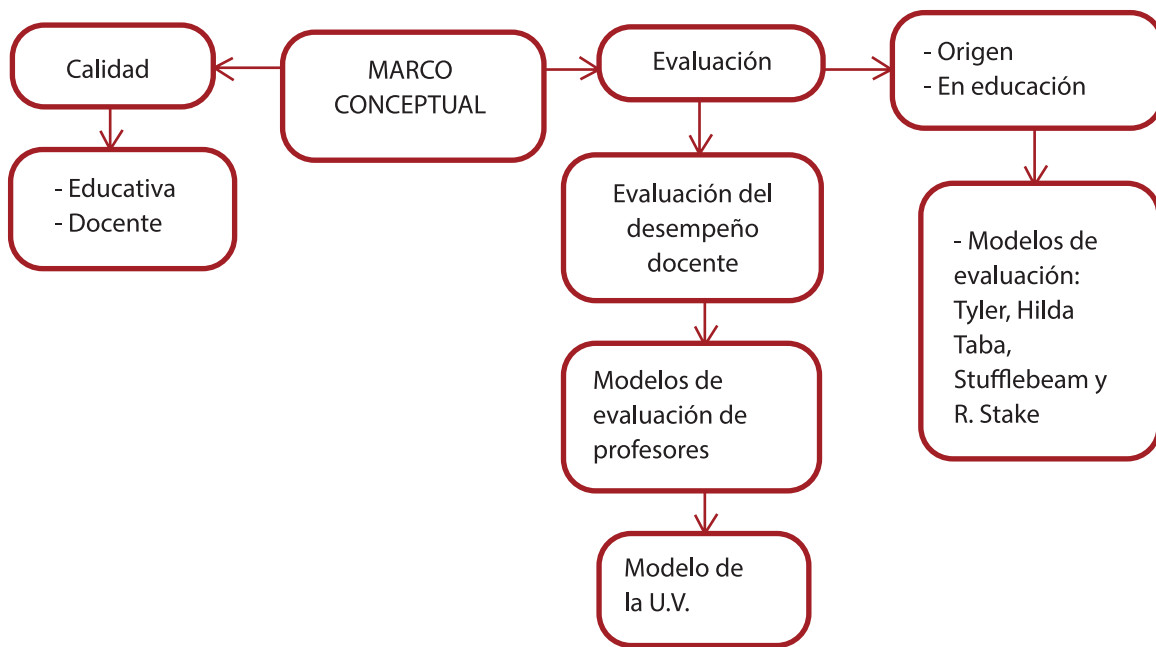 Calidad
MARCO
CONCEPTUAL
Evaluación
- Origen
- En educación
- Educativa
- Docente
Evaluación del
desempeño
docente
- Modelos de
evaluación:
Tyler, Hilda
Taba,
Stufflebeam y
R. Stake
Modelos de
evaluación de
profesores
Modelo de
la U.V.